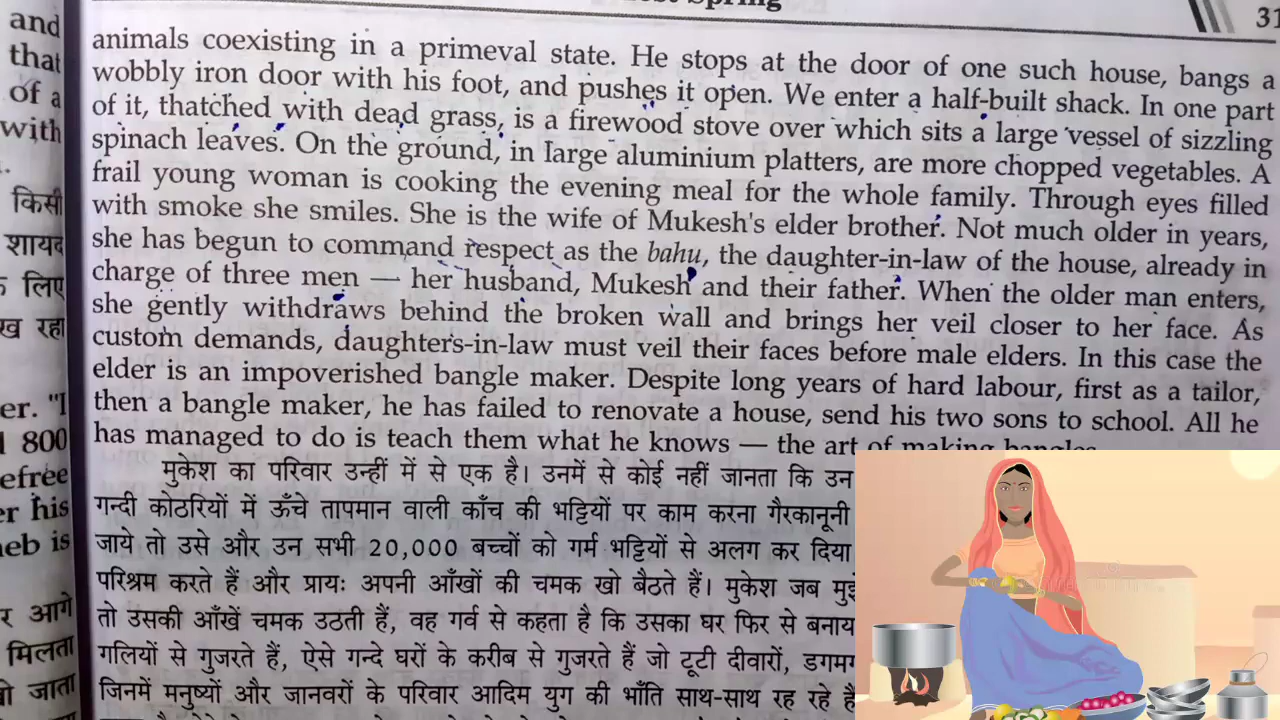 Spring
31
and
that
of a
with
किसी
शायद
लिए
रहा
er. "I
800
efree
er his
eb is
आगे
मिलता
जाता
animals coexisting in a primeval state. He stops at the door of one such house, bangs a
wobbly iron door with his foot, and pushes it open. We enter a half-built shack. In one part
of it, thatched with dead grass, is a firewood stove over which sits a large vessel of sizzling
spinach leaves. On the ground, in large aluminium platters, are more chopped vegetables. A
frail young woman is cooking the evening meal for the whole family. Through eyes filled
with smoke she smiles. She is the wife of Mukesh's elder brother. Not much older in years,
she has begun to command respect as the bahu, the daughter-in-law of the house, already in
charge of three men — her husband, Mukesh and their father. When the older man enters,
she gently withdraws behind the broken wall and brings her veil closer to her face. As
custom demands, daughters-in-law must veil their faces before male elders. In this case the
elder is an impoverished bangle maker. Despite long years of hard labour, first as a tailor,
then a bangle maker, he has failed to renovate a house, send his two sons to school. All he
has managed to do is teach them what he knows — the art of making bangles
मुकेश का परिवार उन्हीं में से एक है। उनमें से कोई नहीं जानता कि उन
गन्दी कोठरियों में ऊँचे तापमान वाली काँच की भट्टियों पर काम करना गैरकानूनी
जाये तो उसे और उन सभी 20,000 बच्चों को गर्म भट्टियों से अलग कर दिया
परिश्रम करते हैं और प्रायः अपनी आँखों की चमक खो बैठते हैं। मुकेश जब
तो उसकी आँखें चमक उठती हैं, वह गर्व से कहता है कि उसका घर फिर से बनाय
गलियों से गुजरते हैं, ऐसे गन्दे घरों के करीब से गुजरते हैं जो टूटी दीवारों,
जिनमें मनुष्यों और जानवरों के परिवार आदिम युग की भाँति साथ-साथ रह रहे